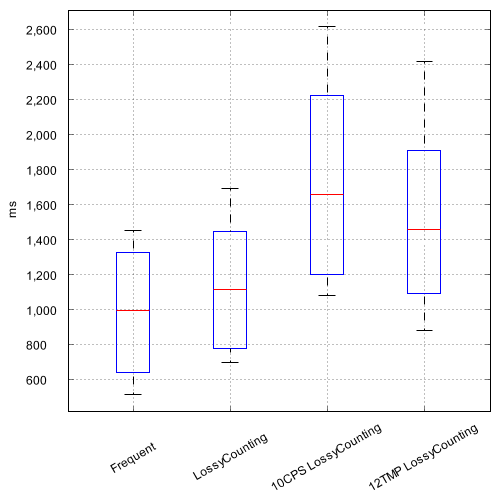 2,600
2,400
2,200
2,000
1,800
1,600
1,400
1,200
1,000
800
600
ms
Frequent
LossyCounting
10CPS LossyCounting
12TMP LossyCounting